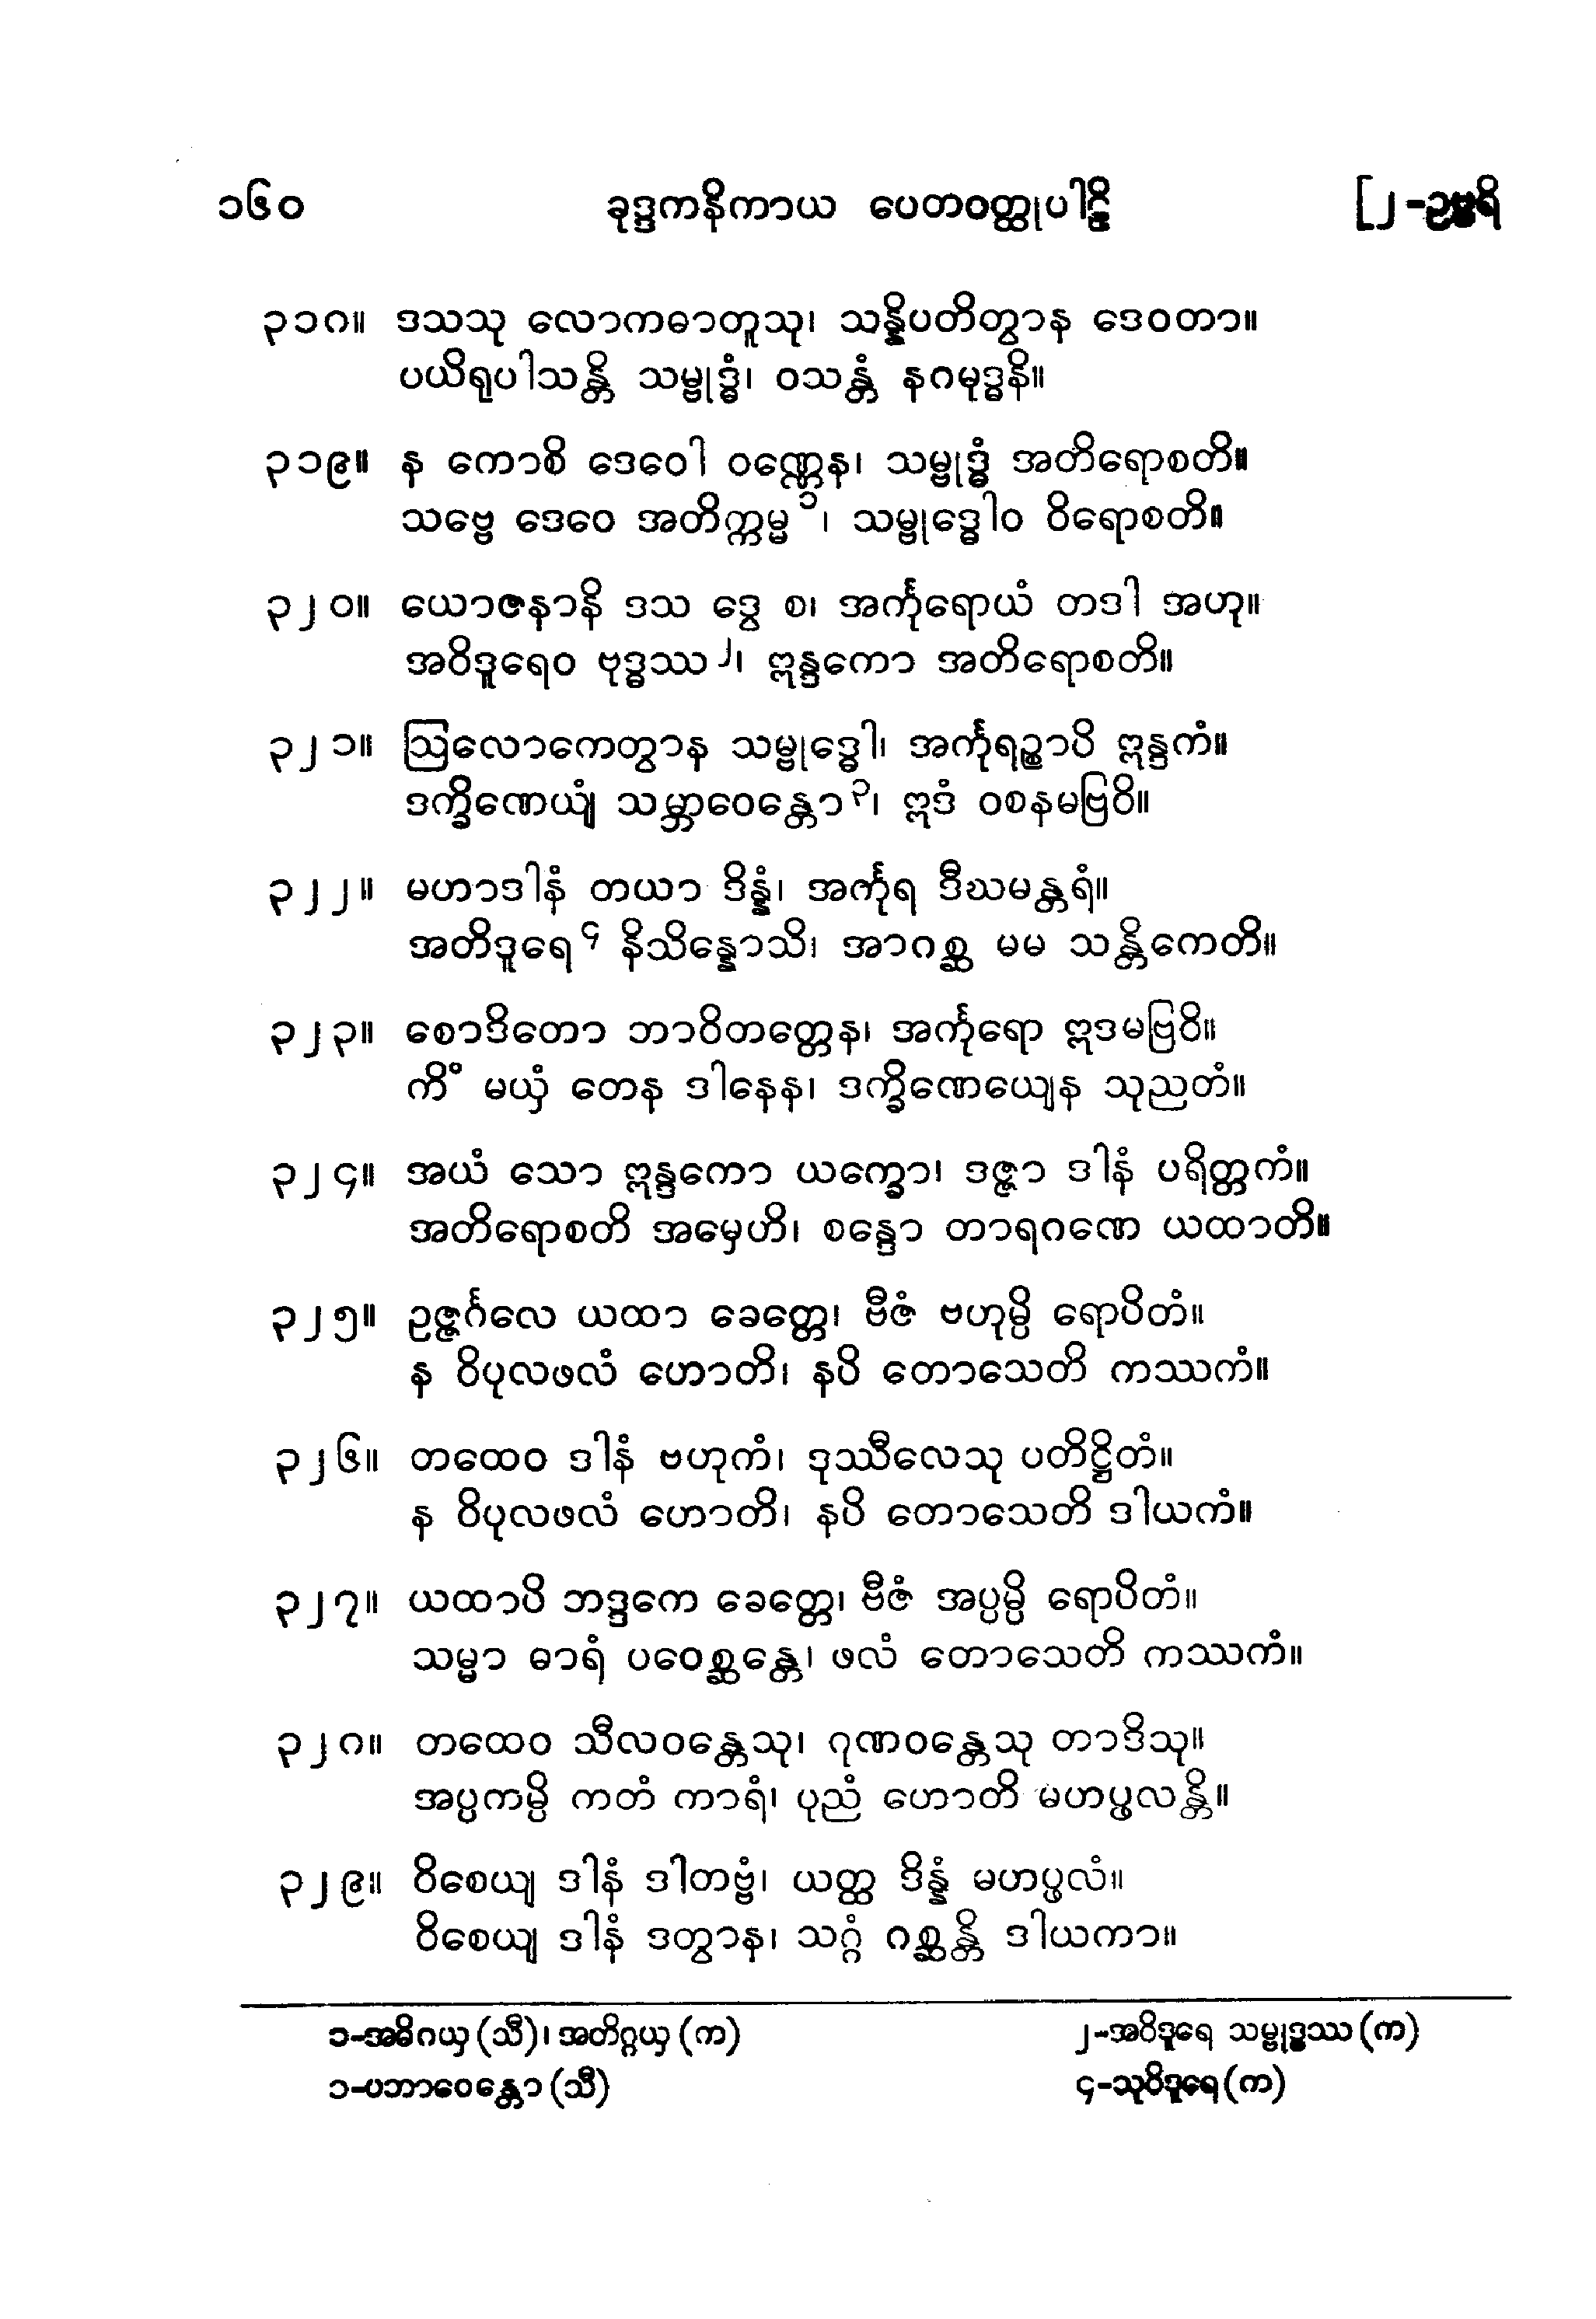 ၁၆၀ ခုဒ္ဒကနိကာယ ပေတဝတ္ထုပါဠိ [၂-ဥဗ္ဗရိ
၃၁၈။ ဒသသု လောကဓာတူသု၊ သန္နိပတိတွာန ဒေဝတာ။
ပယိရုပါသန္တိ သမ္ဗုဒ္ဓံ၊ ဝသန္တံ နဂမုဒ္ဓနိ။
၃၁၉။ န ကောစိ ဒေဝေါ ဝဏ္ဏေန၊ သမ္ဗုဒ္ဓံ အတိရောစတိ။
သဗ္ဗေ ဒေဝေ အတိက္ကမ္မ ၁၊ သမ္ဗုဒ္ဓေါဝ ဝိရောစတိ။
၃၂၀။ ယောဇနာနိ ဒသ ဒွေ စ၊ အင်္ကုရောယံ တဒါ အဟု။
အဝိဒူရေဝ ဗုဒ္ဓဿ ၂၊ ဣန္ဒကော အတိရောစတိ။
၃၂၁။ ဩလောကေတွာန သမ္ဗုဒ္ဓေါ၊ အင်္ကုရဉ္စာပိ ဣန္ဒကံ။
ဒက္ခိဏေယျံ သမ္ဘာဝေန္တော ၃၊ ဣဒံ ဝစနမဗြဝိ။
၃၂၂။ မဟာဒါနံ တယာ ဒိန္နံ၊ အင်္ကုရ ဒီဃမန္တရံ။
အတိဒူရေ ၄ နိသိန္နောသိ၊ အာဂစ္ဆ မမ သန္တိကေတိ။
၃၂၃။ စောဒိတော ဘာဝိတတ္တေန၊ အင်္ကုရော ဣဒမဗြဝိ။
ကိံ မယှံ တေန ဒါနေန၊ ဒက္ခိဏေယျေန သုညတံ။
၃၂၄။ အယံ သော ဣန္ဒကော ယက္ခော၊ ဒဇ္ဇာ ဒါနံ ပရိတ္တကံ။
အတိရောစတိ အမှေဟိ၊ စန္ဒော တာရဂဏေ ယထာတိ။
၃၂၅။ ဥဇ္ဇင်္ဂလေ ယထာ ခေတ္တေ၊ ဗီဇံ ဗဟုမ္ပိ ရောပိတံ။
န ဝိပုလဖလံ ဟောတိ၊ နပိ တောသေတိ ကဿကံ။
၃၂၆။ တထေဝ ဒါနံ ဗဟုကံ၊ ဒုဿီလေသု ပတိဋ္ဌိတံ။
န ဝိပုလဖလံ ဟောတိ၊ နပိ တောသေတိ ဒါယကံ။
၃၂၇။ ယထာပိ ဘဒ္ဒကေ ခေတ္တေ၊ ဗီဇံ အပ္ပမ္ပိ ရောပိတံ။
သမ္မာ ဓာရံ ပဝေစ္ဆန္တေ၊ ဖလံ တောသေတိ ကဿကံ။
၃၂၈။ တထေဝ သီလဝန္တေသု၊ ဂုဏဝန္တေသု တာဒိသု။
အပ္ပကမ္ပိ ကတံ ကာရံ၊ ပုညံ ဟောတိ မဟပ္ဖလန္တိ။
၃၂၉။ ဝိစေယျ ဒါနံ ဒါတဗ္ဗံ၊ ယတ္ထ ဒိန္နံ မဟပ္ဖလံ။
ဝိစေယျ ဒါနံ ဒတွာန၊ သဂ္ဂံ ဂစ္ဆန္တိ ဒါယကာ။
၁-အဓိဂယှ (သီ)၊ အတိဂ္ဂယှ (က) ၂-အဝိဒူရေ သမ္ဗုဒ္ဓဿ (က)
၁-ပဘာဝေန္တော (သီ) ၄-သုဝိဒူရေ (က)